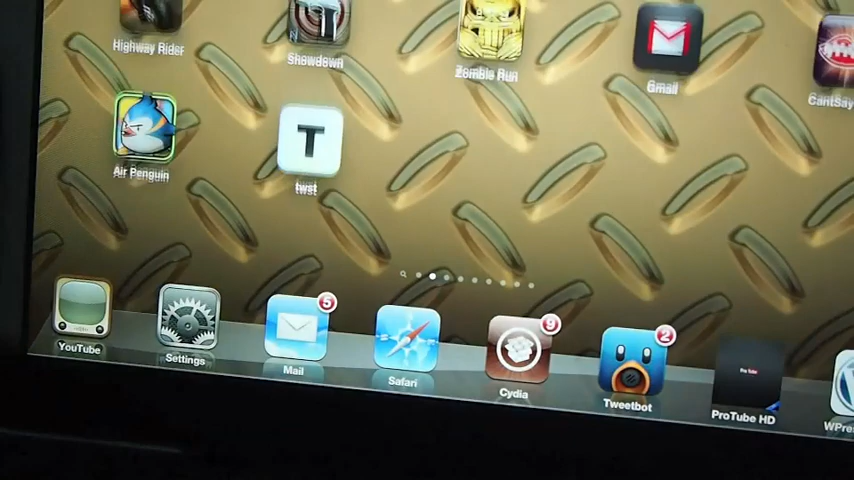 Highway Rider
Showdown
Zombie Run
Gmail
CantSay
Air Penguin
T
twst
YouTube
Settings
5
Mail
Safari
9
Cydia
2
Tweetbot
ProTube HD
WPre